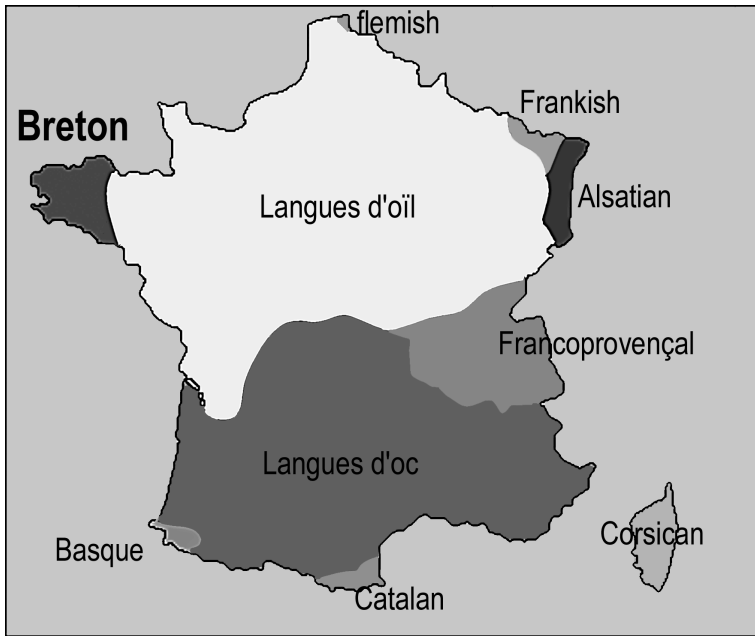 flemish
Frankish
Breton
Alsatian
Langues d'oïl
Francoprovençal
Langues d'oc
Corsican
Basque
Catalan